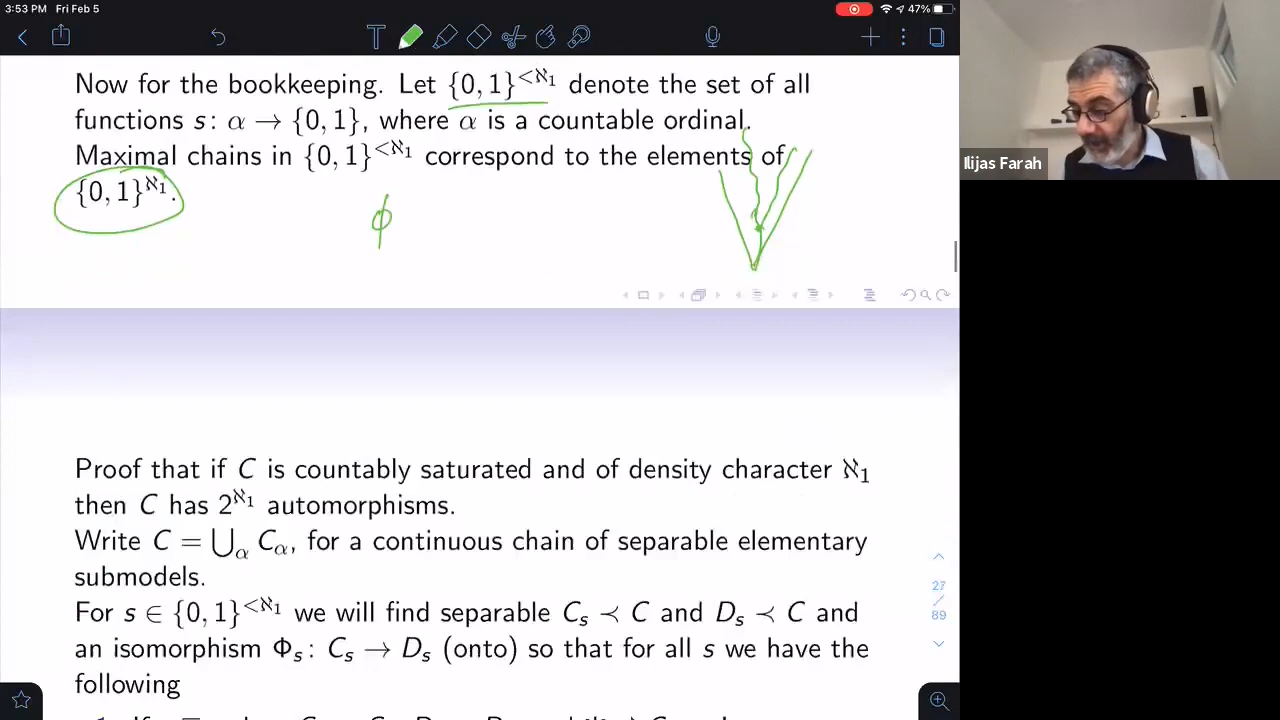 3:53 PM Fri Feb 5
47%
Now for the bookkeeping. Let {0, 1}^{<ℵ₁} denote the set of all
functions s: α → {0, 1}, where α is a countable ordinal.
Maximal chains in {0, 1}^{<ℵ₁} correspond to the elements of
{0, 1}^{ℵ₁}.
ϕ
Ilijas Farah
Proof that if C is countably saturated and of density character ℵ₁
then C has 2^{ℵ₁} automorphisms.
Write C = ⋃_α C_α, for a continuous chain of separable elementary
submodels.
For s ∈ {0, 1}^{<ℵ₁} we will find separable C_s ≺ C and D_s ≺ C and
an isomorphism Φ_s: C_s → D_s (onto) so that for all s we have the
following
27
/
89